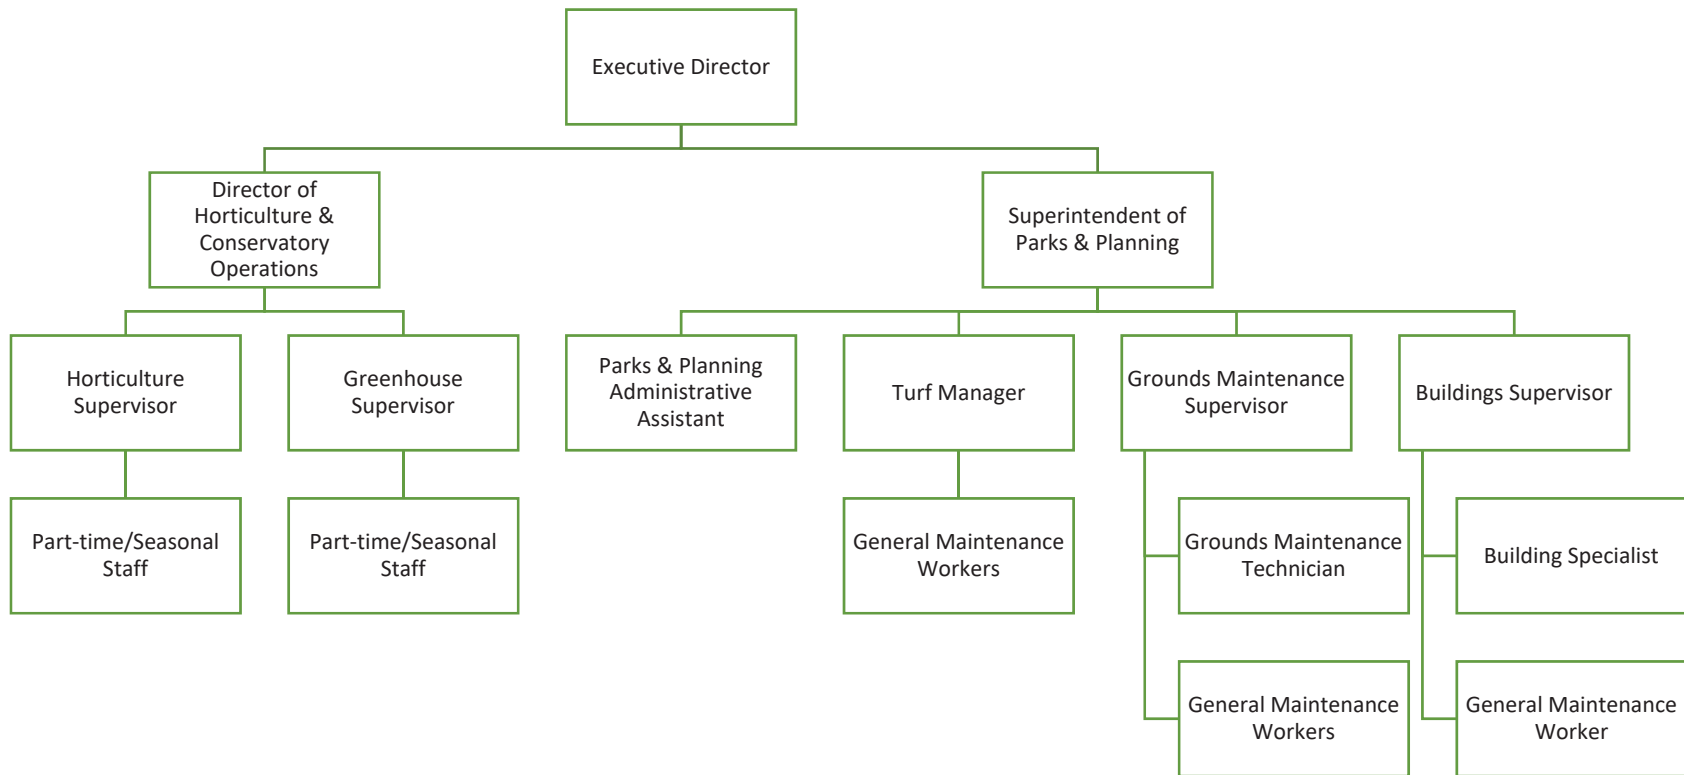 Executive Director
Director of
Horticulture &
Conservatory
Operations
Superintendent of
Parks & Planning
Horticulture
Supervisor
Greenhouse
Supervisor
Parks & Planning
Administrative
Assistant
Turf Manager
Grounds Maintenance
Supervisor
Buildings Supervisor
Part-time/Seasonal
Staff
Part-time/Seasonal
Staff
General Maintenance
Workers
Grounds Maintenance
Technician
Building Specialist
General Maintenance
Workers
General Maintenance
Worker